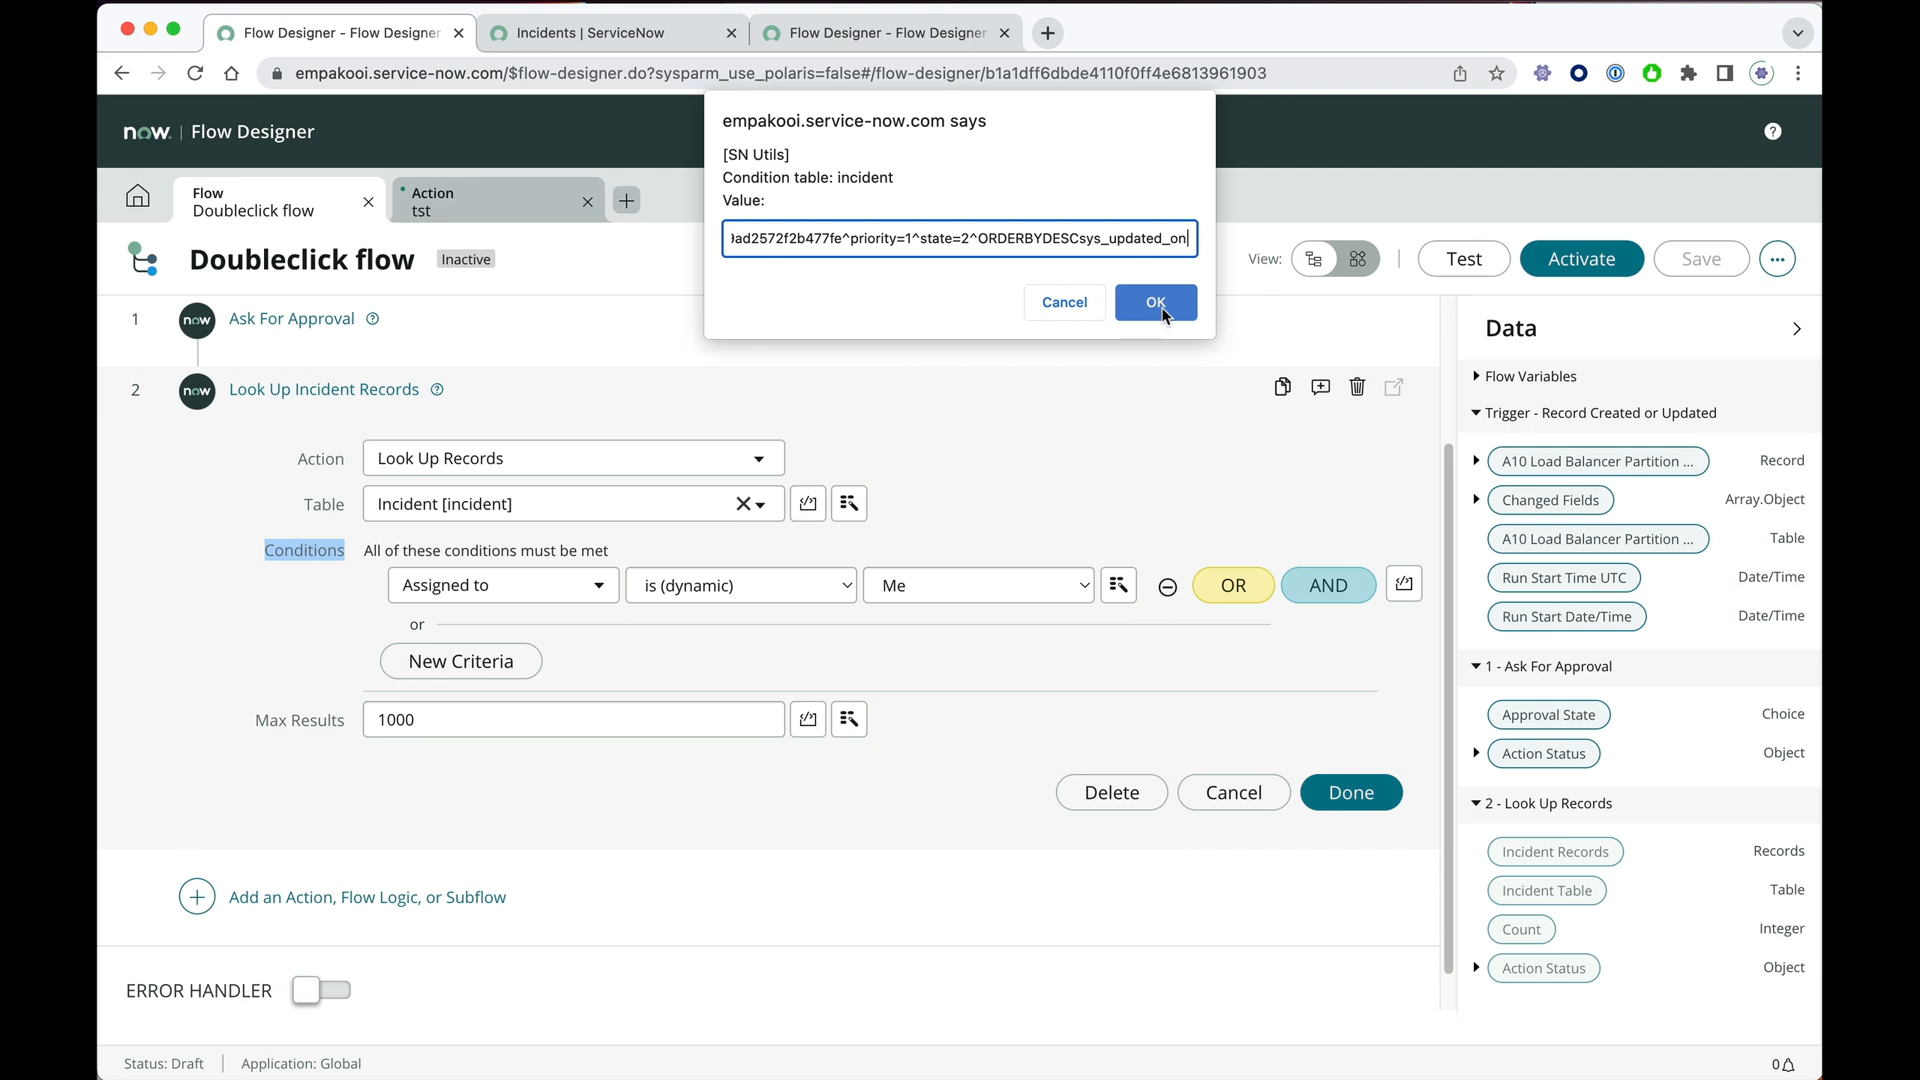 Flow Designer - Flow Designer
Incidents | ServiceNow
Flow Designer - Flow Designer
empakooi.service-now.com/$flow-designer.do?sysparm_use_polaris=false#/flow-designer/b1a1dff6dbde4110f0ff4e6813961903
now. | Flow Designer
empakooi.service-now.com says
[SN Utils]
Condition table: incident
Value:
ad2572f2b477fe^priority=1^state=2^ORDERBYDESCsys_updated_on
Cancel
OK
Flow
Doubleclick flow
Action
tst
Doubleclick flow
Inactive
View:
Test
Activate
Save
1
now
Ask For Approval
2
now
Look Up Incident Records
Action
Look Up Records
Table
Incident [incident]
Conditions
All of these conditions must be met
Assigned to
is (dynamic)
Me
OR
AND
or
New Criteria
Max Results
1000
Delete
Cancel
Done
Add an Action, Flow Logic, or Subflow
ERROR HANDLER
Data
Flow Variables
Trigger - Record Created or Updated
A10 Load Balancer Partition ...
Record
Changed Fields
Array.Object
A10 Load Balancer Partition ...
Table
Run Start Time UTC
Date/Time
Run Start Date/Time
Date/Time
1 - Ask For Approval
Approval State
Choice
Action Status
Object
2 - Look Up Records
Incident Records
Records
Incident Table
Table
Count
Integer
Action Status
Object
Status: Draft
Application: Global
0